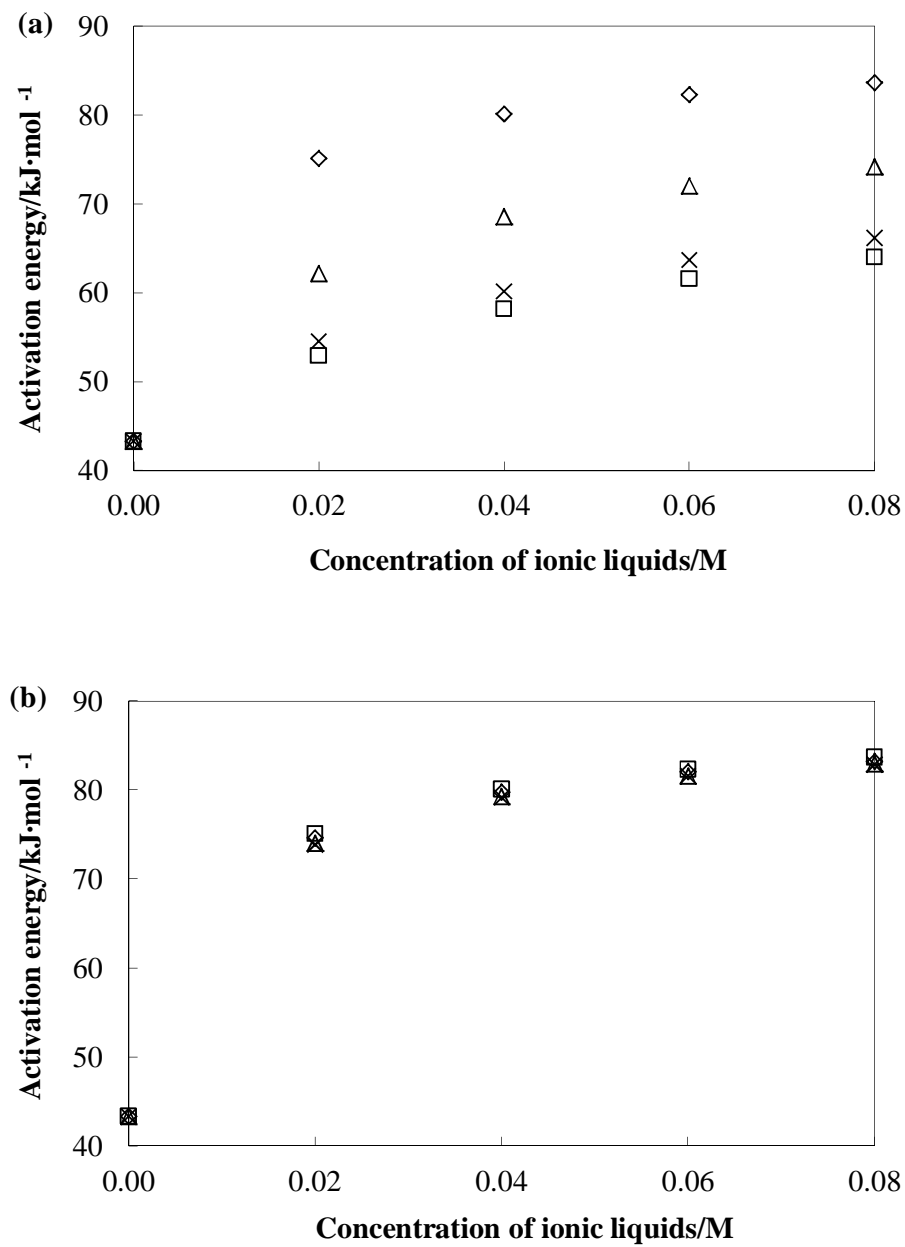 (a)
90
80
70
60
50
40
Activation energy/kJ·mol -1
0.00 0.02 0.04 0.06 0.08
Concentration of ionic liquids/M
(b)
90
80
70
60
50
40
Activation energy/kJ·mol -1
0.00 0.02 0.04 0.06 0.08
Concentration of ionic liquids/M